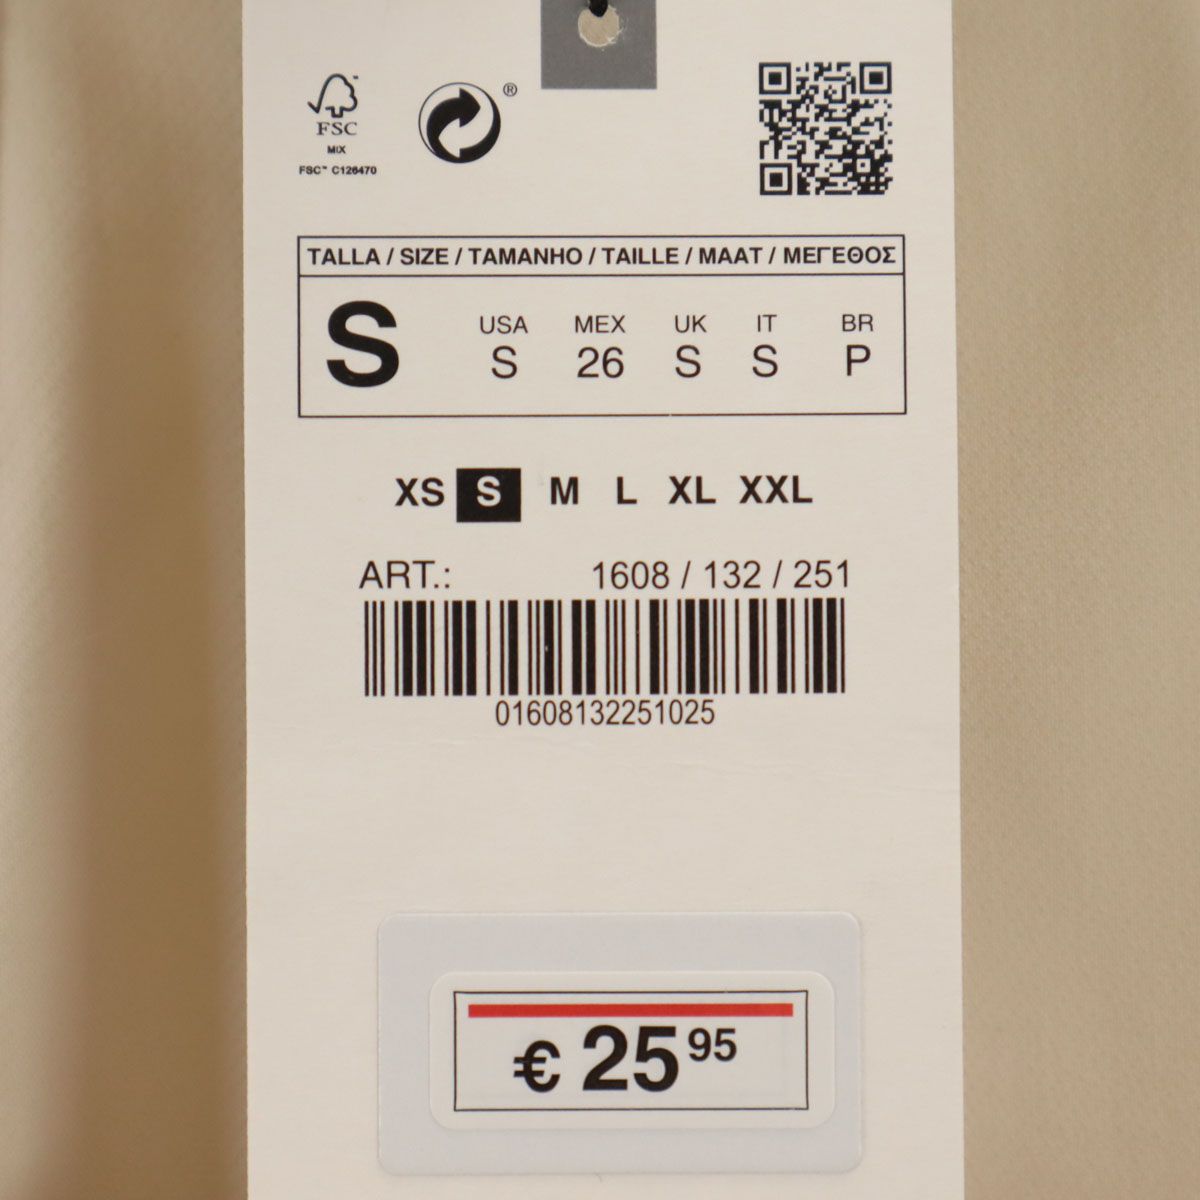 FSC
MIX
FSC™ C126470
®
TALLA / SIZE / TAMANHO / TAILLE / MAAT / ΜΕΓΕΘΟΣ
S
USA MEX UK IT BR
S 26 S S P
XS S M L XL XXL
ART.: 1608 / 132 / 251
01608132251025
€ 25 95